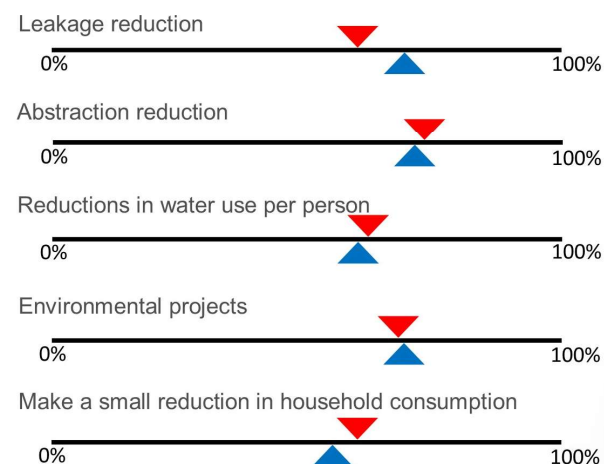 Leakage reduction
0% 100%
Abstraction reduction
0% 100%
Reductions in water use per person
0% 100%
Environmental projects
0% 100%
Make a small reduction in household consumption
0% 100%